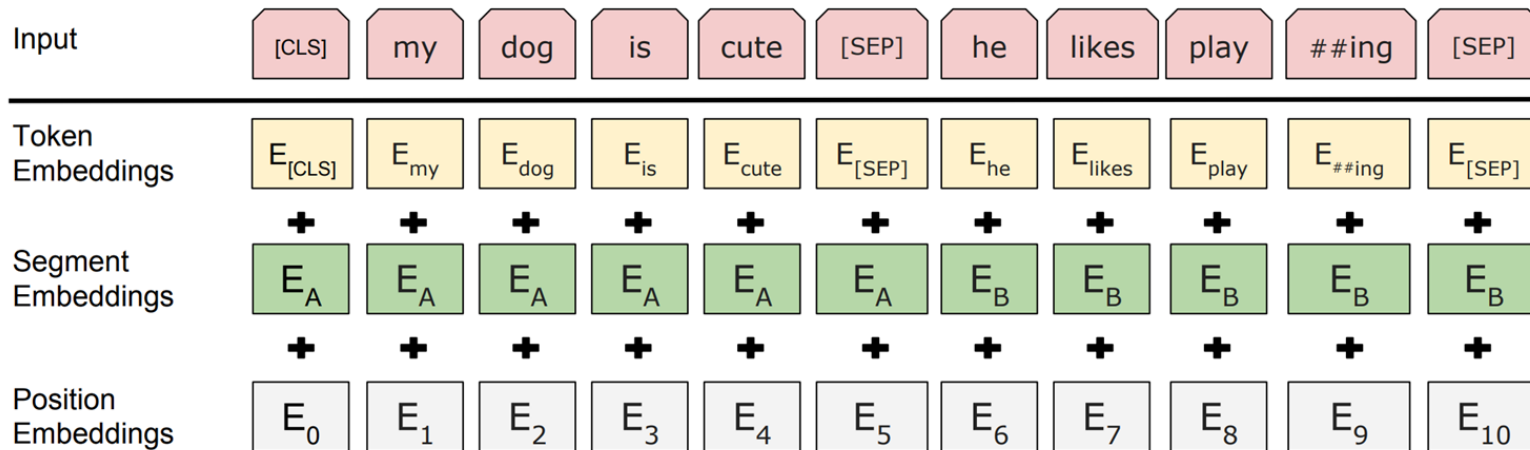 Input [CLS] my dog is cute [SEP] he likes play ##ing [SEP]
Token
Embeddings
E[CLS] Emy Edog Eis Ecute E[SEP] Ehe Elikes Eplay E##ing E[SEP]
+ + + + + + + + + + +
Segment
Embeddings
EA EA EA EA EA EA EB EB EB EB EB
+ + + + + + + + + + +
Position
Embeddings
E0 E1 E2 E3 E4 E5 E6 E7 E8 E9 E10